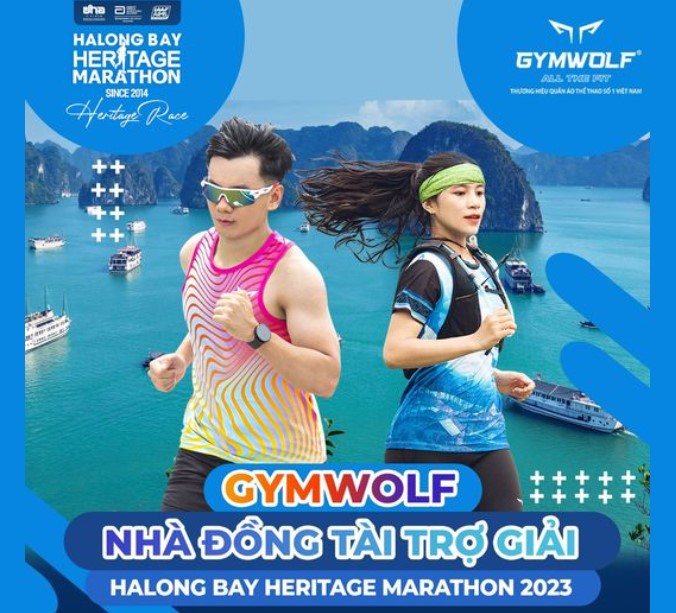 HALONG BAY
HERITAGE
MARATHON
SINCE 2014
Heritage Race
GYMWOLF®
ALL THE FIT
THƯƠNG HIỆU QUẦN ÁO THỂ THAO SỐ 1 VIỆT NAM
GYMWOLF
NHÀ ĐỒNG TÀI TRỢ GIẢI
HALONG BAY HERITAGE MARATHON 2023